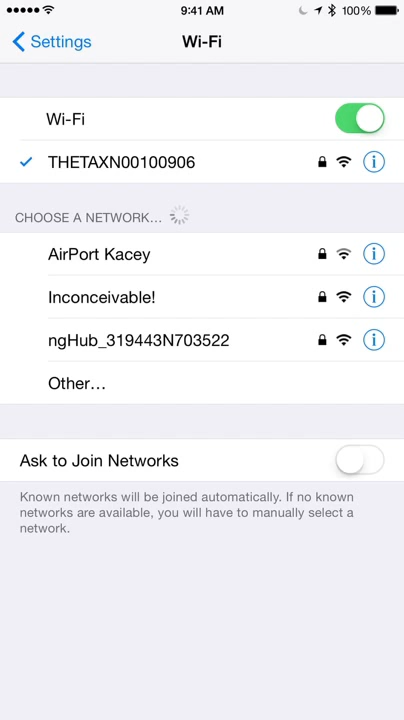 9:41 AM 100%
Settings Wi-Fi
Wi-Fi
THETAXN00100906
CHOOSE A NETWORK...
AirPort Kacey
Inconceivable!
ngHub_319443N703522
Other...
Ask to Join Networks
Known networks will be joined automatically. If no known
networks are available, you will have to manually select a
network.